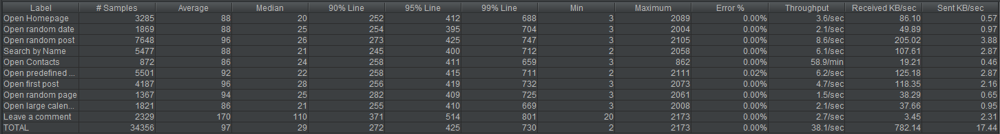 Label # Samples Average Median 90% Line 95% Line 99% Line Min Maximum Error % Throughput Received KB/sec Sent KB/sec
Open Homepage 3285 88 20 252 412 688 3 2089 0.00% 3.6/sec 86.10 0.57
Open random date 1869 88 25 254 395 704 3 2004 0.00% 2.1/sec 49.89 0.97
Open random post 7648 96 26 273 425 747 3 2105 0.00% 8.6/sec 205.02 3.88
Search by Name 5477 88 21 245 400 712 2 2058 0.00% 6.1/sec 107.61 2.87
Open Contacts 872 86 24 258 411 659 3 862 0.00% 58.9/min 19.21 0.46
Open predefined ... 5501 92 22 258 415 711 2 2111 0.02% 6.2/sec 125.18 2.87
Open first post 4187 96 28 256 419 732 3 2073 0.00% 4.7/sec 118.35 2.16
Open random page 1367 94 25 282 409 725 3 2061 0.00% 1.5/sec 38.29 0.65
Open large calen... 1821 86 21 255 410 669 3 2008 0.00% 2.1/sec 37.66 0.95
Leave a comment 2329 170 110 371 514 801 20 2173 0.00% 2.7/sec 3.45 2.31
TOTAL 34356 97 29 272 425 730 2 2173 0.00% 38.1/sec 782.14 17.44